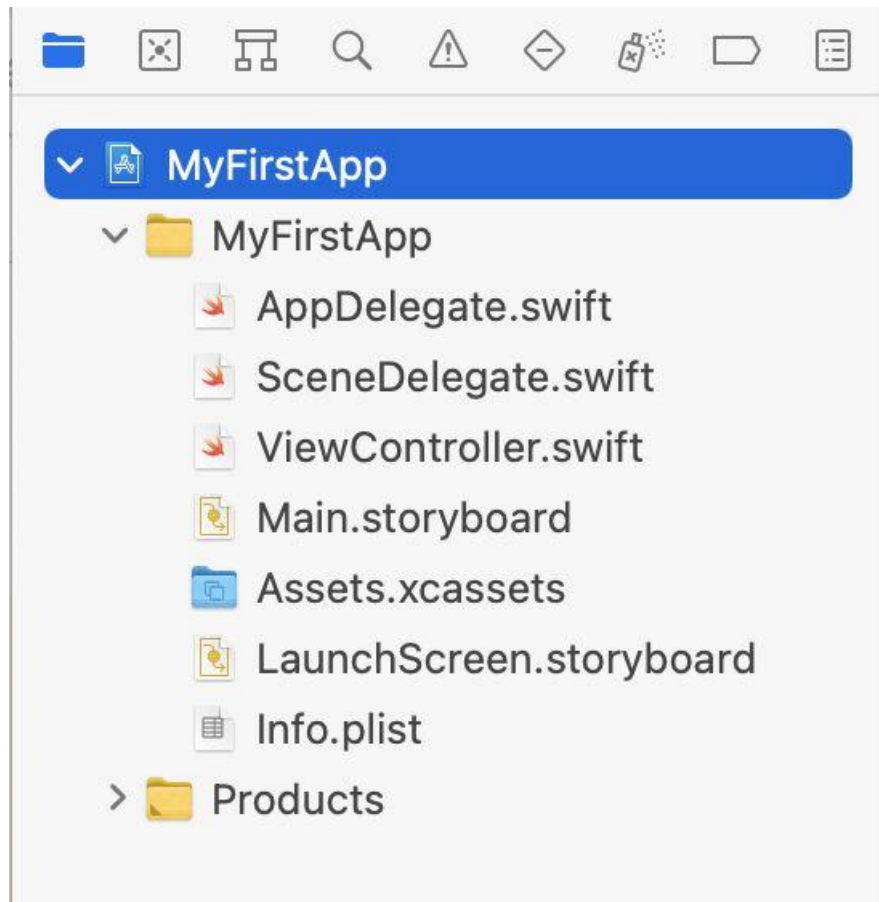 MyFirstApp
MyFirstApp
AppDelegate.swift
SceneDelegate.swift
ViewController.swift
Main.storyboard
Assets.xcassets
LaunchScreen.storyboard
Info.plist
Products